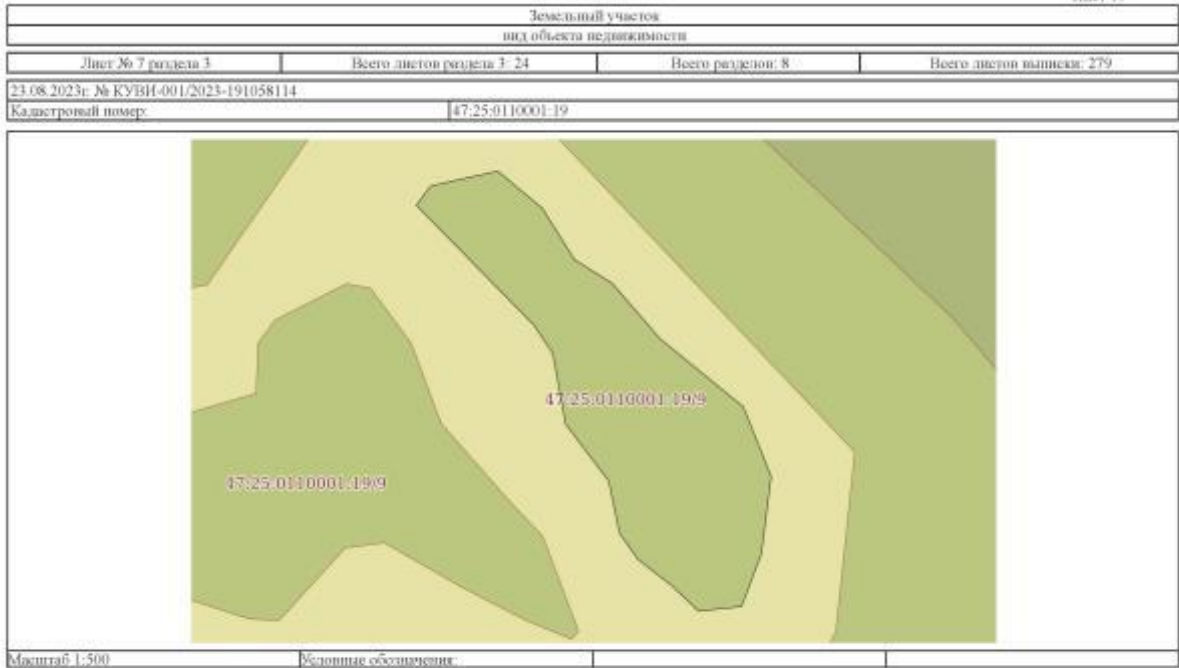 Земельный участок
вид объекта недвижимости
Лист № 7 раздела 3 Всего листов раздела 3: 24 Всего разделов: 8 Всего листов выписки: 279
23.08.2023г. № КУВИ-001/2023-191058114
Кадастровый номер: 47:25:0110001:19
47:25:0110001:19/9
47:25:0110001:19/9
Масштаб 1:500 Условные обозначения: